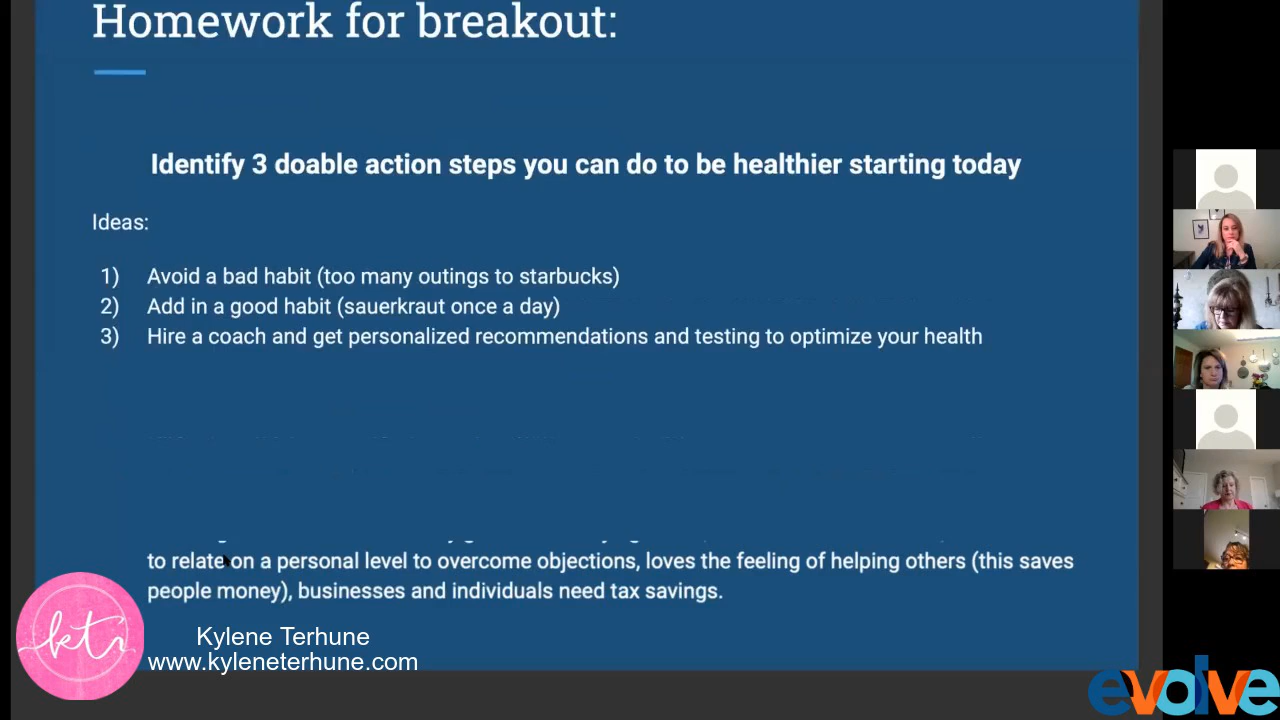 Homework for breakout:
Identify 3 doable action steps you can do to be healthier starting today
Ideas:
1) Avoid a bad habit (too many outings to starbucks)
2) Add in a good habit (sauerkraut once a day)
3) Hire a coach and get personalized recommendations and testing to optimize your health
to relate on a personal level to overcome objections, loves the feeling of helping others (this saves
people money), businesses and individuals need tax savings.
ktr
Kylene Terhune
www.kyleneterhune.com
evolve